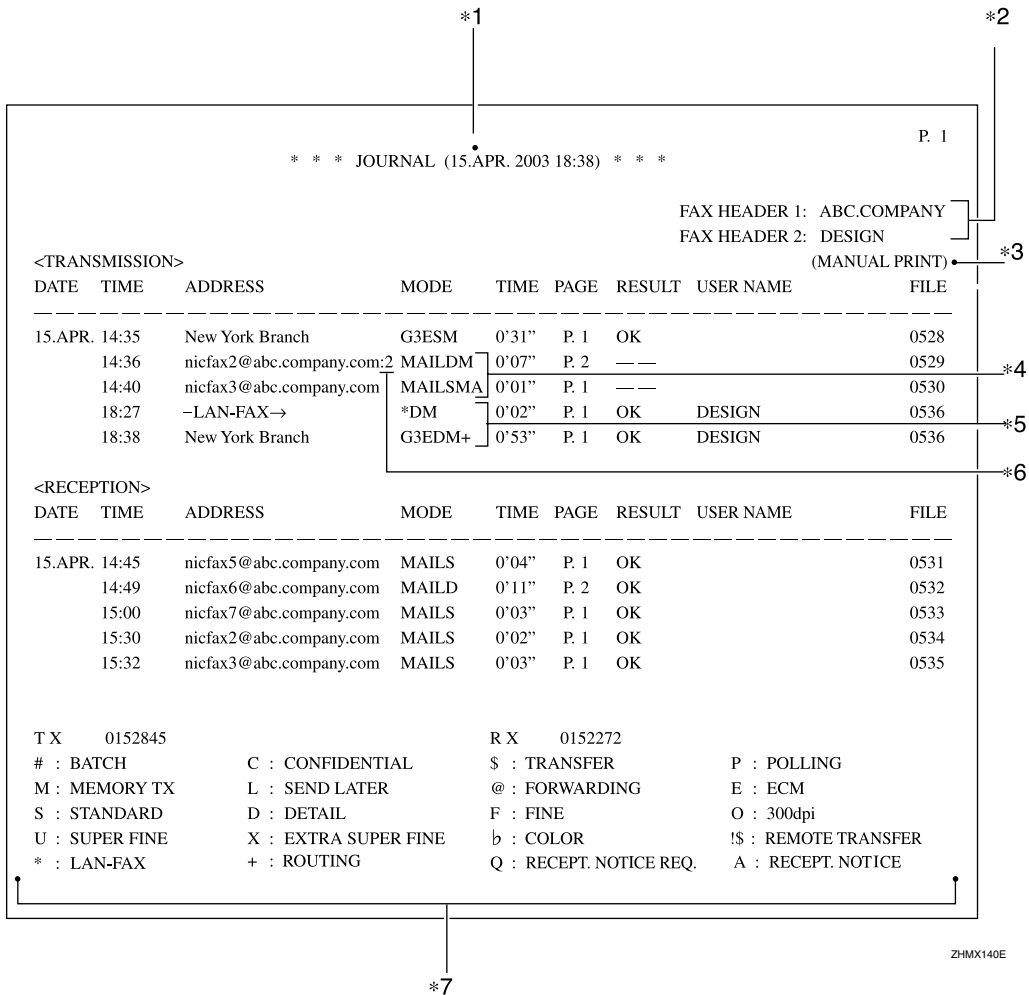 *1 *2
P. 1
* * * JOURNAL (15.APR. 2003 18:38) * * *
FAX HEADER 1: ABC.COMPANY
FAX HEADER 2: DESIGN
*3
<TRANSMISSION> (MANUAL PRINT)
DATE TIME ADDRESS MODE TIME PAGE RESULT USER NAME FILE
15.APR. 14:35 New York Branch G3ESM 0’31” P. 1 OK 0528
14:36 nicfax2@abc.company.com:2 MAILDM 0’07” P. 2 — — 0529
*4
14:40 nicfax3@abc.company.com MAILSMA 0’01” P. 1 — — 0530
18:27 −LAN-FAX→ *DM 0’02” P. 1 OK DESIGN 0536
*5
18:38 New York Branch G3EDM+ 0’53” P. 1 OK DESIGN 0536
*6
<RECEPTION>
DATE TIME ADDRESS MODE TIME PAGE RESULT USER NAME FILE
15.APR. 14:45 nicfax5@abc.company.com MAILS 0’04” P. 1 OK 0531
14:49 nicfax6@abc.company.com MAILD 0’11” P. 2 OK 0532
15:00 nicfax7@abc.company.com MAILS 0’03” P. 1 OK 0533
15:30 nicfax2@abc.company.com MAILS 0’02” P. 1 OK 0534
15:32 nicfax3@abc.company.com MAILS 0’03” P. 1 OK 0535
T X 0152845 R X 0152272
# : BATCH C : CONFIDENTIAL $ : TRANSFER P : POLLING
M : MEMORY TX L : SEND LATER @ : FORWARDING E : ECM
S : STANDARD D : DETAIL F : FINE O : 300dpi
U : SUPER FINE X : EXTRA SUPER FINE ♭ : COLOR !$ : REMOTE TRANSFER
* : LAN-FAX + : ROUTING Q : RECEPT. NOTICE REQ. A : RECEPT. NOTICE
ZHMX140E
*7